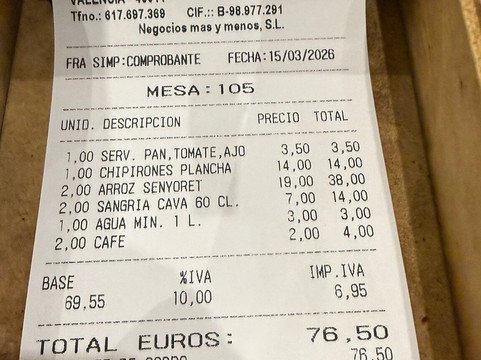 VALENCIA
Tfno.: 617.697.369 CIF.:: B-98.977.291
Negocios mas y menos, S.L.
FRA SIMP:COMPROBANTE FECHA:15/03/2026
MESA: 105
UNID. DESCRIPCION PRECIO TOTAL
1,00 SERV. PAN,TOMATE,AJO 3,50 3,50
1,00 CHIPIRONES PLANCHA 14,00 14,00
2,00 ARROZ SENYORET 19,00 38,00
2,00 SANGRIA CAVA 60 CL. 7,00 14,00
1,00 AGUA MIN. 1 L. 3,00 3,00
2,00 CAFE 2,00 4,00
BASE %IVA IMP.IVA
69,55 10,00 6,95
TOTAL EUROS: 76,50
76,50